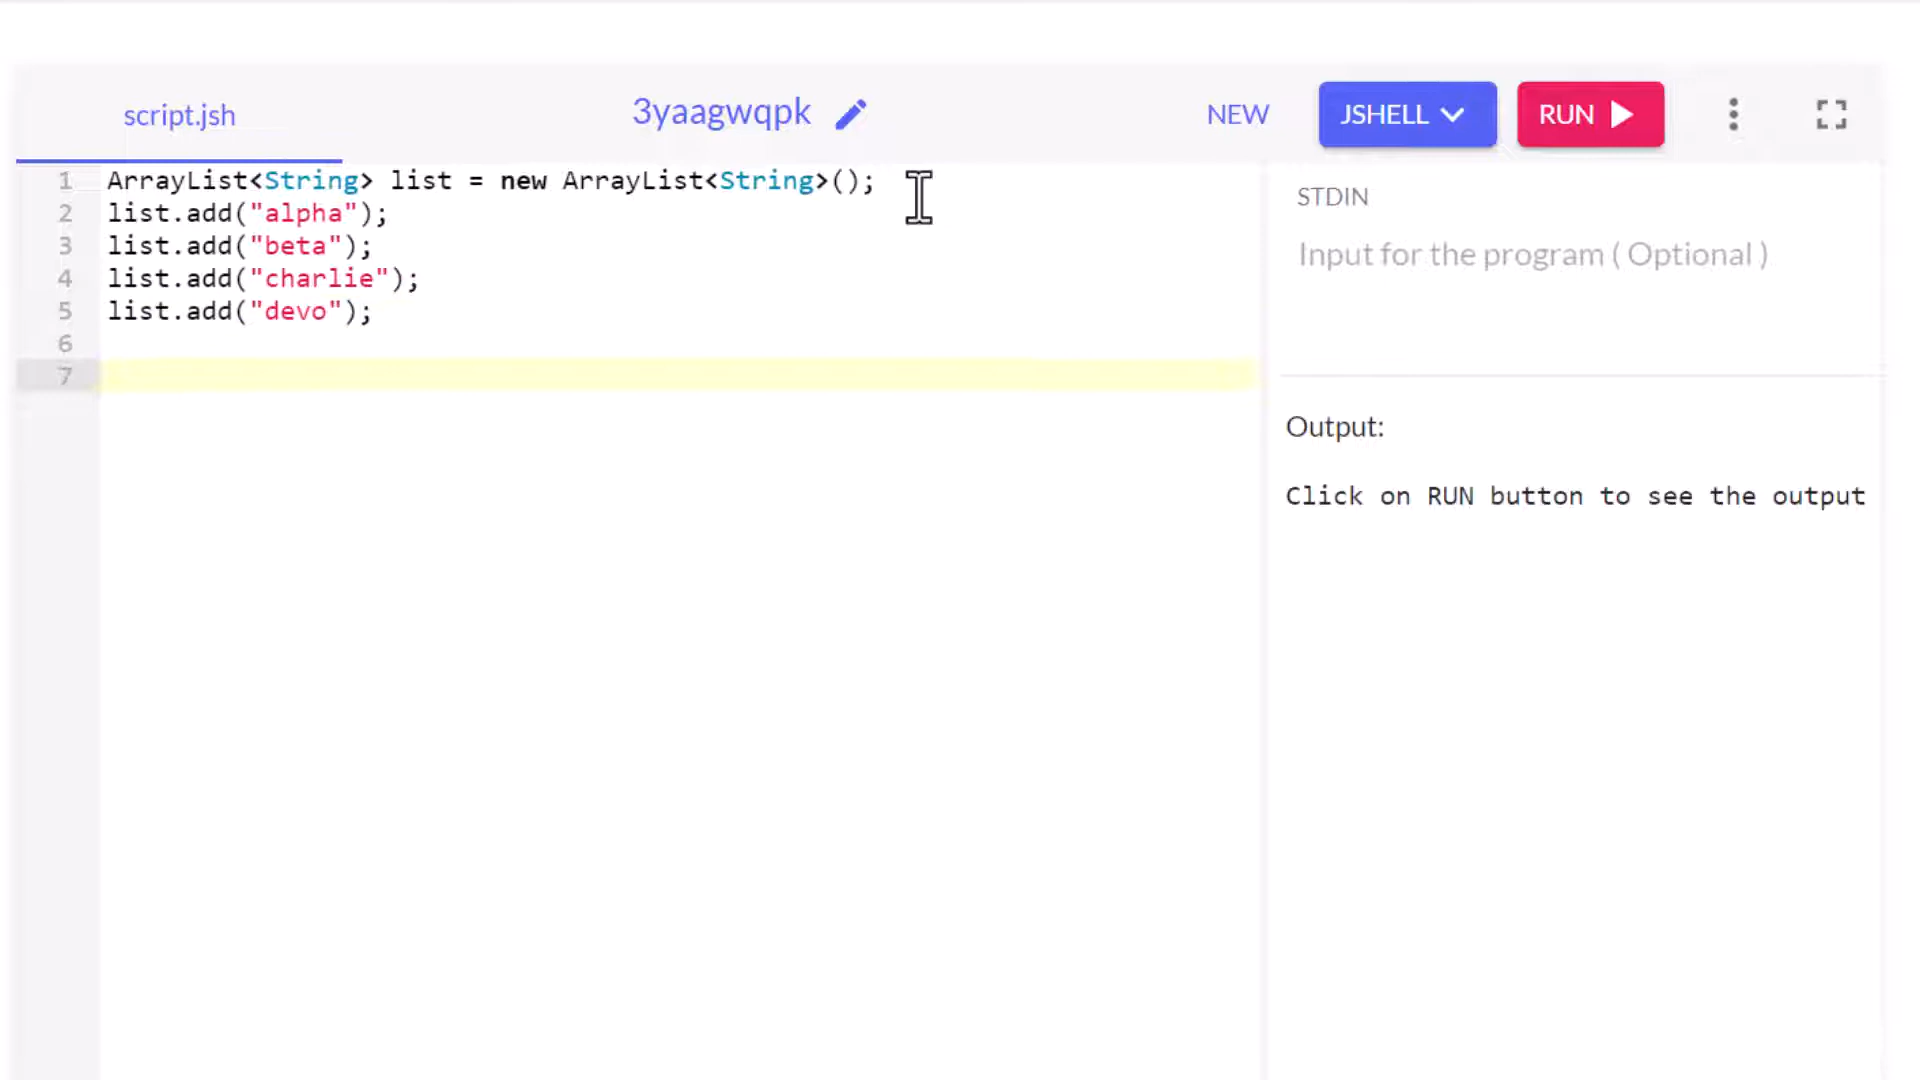 script.jsh
3yaagwqpk
NEW
JSHELL
RUN
1 ArrayList<String> list = new ArrayList<String>();
2 list.add("alpha");
3 list.add("beta");
4 list.add("charlie");
5 list.add("devo");
6
7
STDIN
Input for the program ( Optional )
Output:
Click on RUN button to see the output